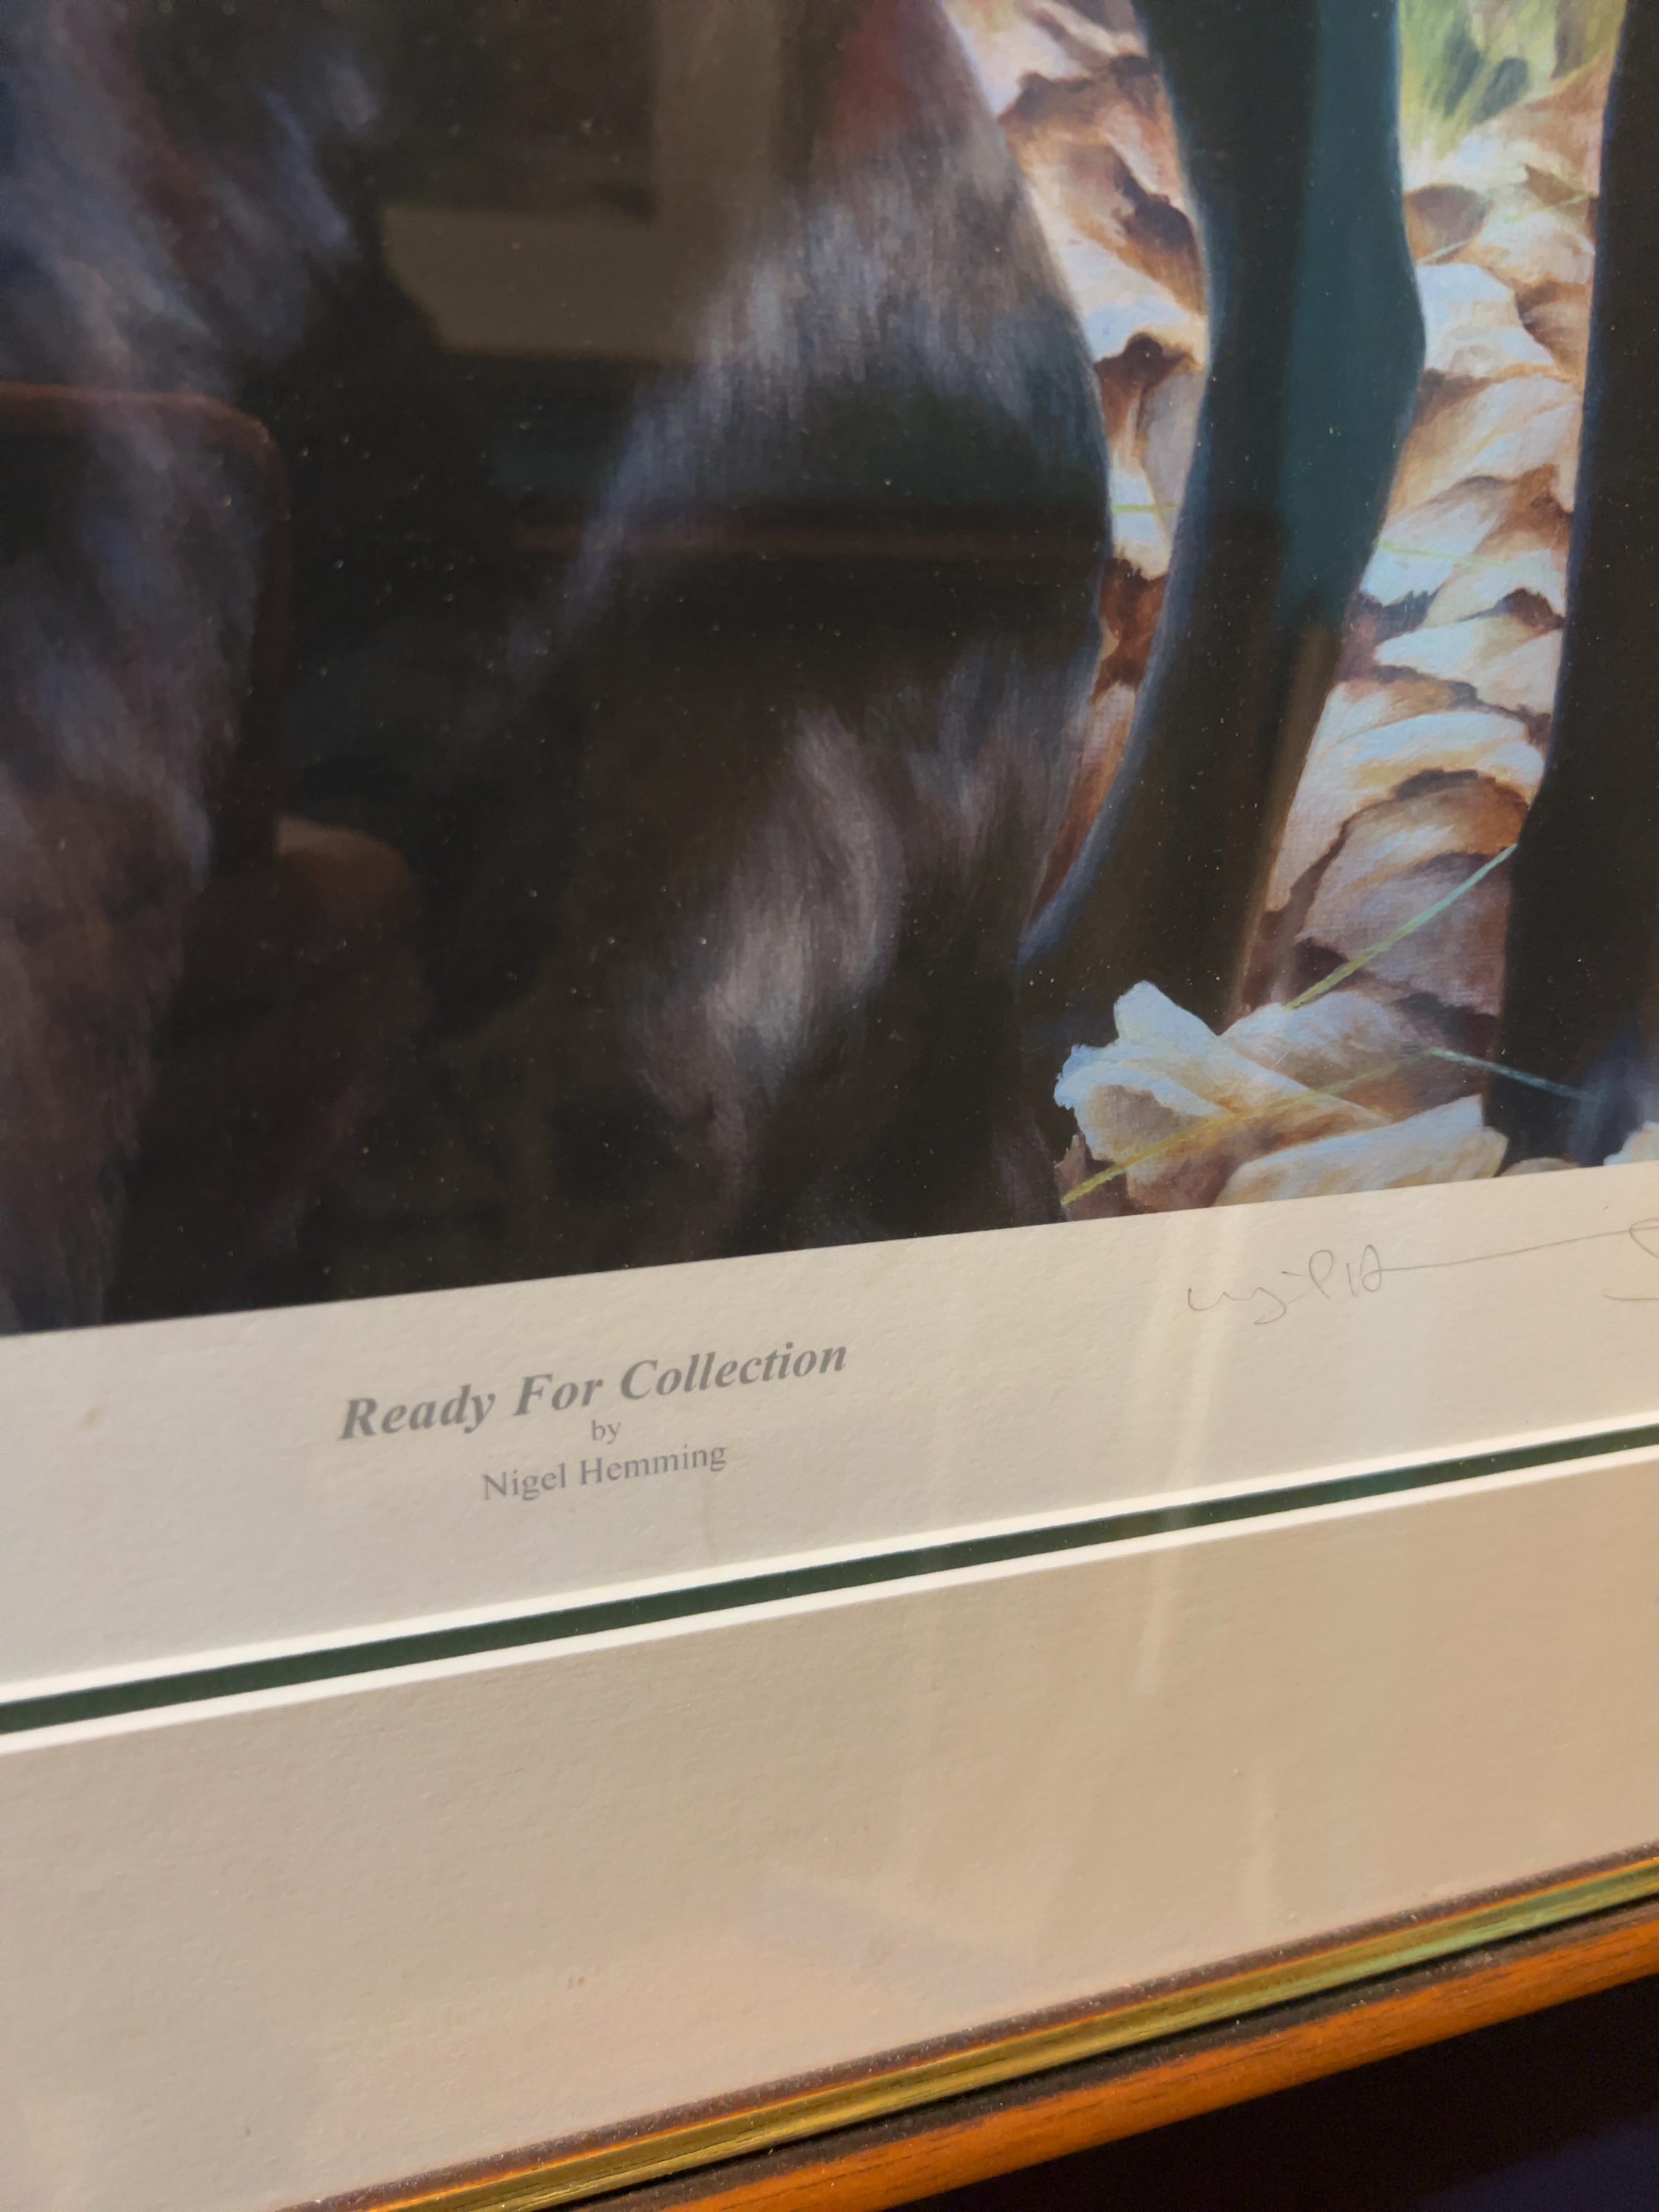 Ready For Collection
by
Nigel Hemming